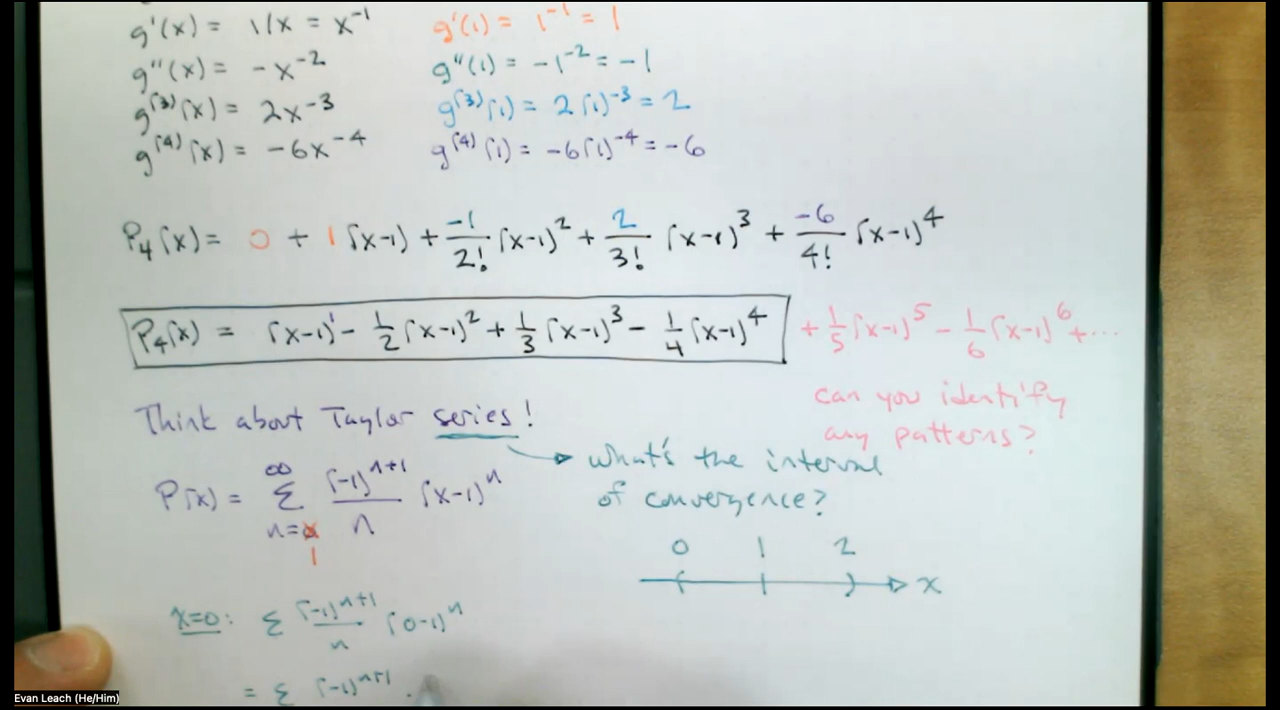 g'(x) = 1/x = x^-1   g'(1) = 1^-1 = 1
g''(x) = -x^-2   g''(1) = -1^-2 = -1
g^(3)(x) = 2x^-3   g^(3)(1) = 2(1)^-3 = 2
g^(4)(x) = -6x^-4   g^(4)(1) = -6(1)^-4 = -6
P_4(x) = 0 + 1(x-1) + -1/2! (x-1)^2 + 2/3! (x-1)^3 + -6/4! (x-1)^4
P_4(x) = (x-1)^1 - 1/2 (x-1)^2 + 1/3 (x-1)^3 - 1/4 (x-1)^4 + 1/5 (x-1)^5 - 1/6 (x-1)^6 + ...
can you identify
any patterns?
Think about Taylor series!
What's the interval
of convergence?
P(x) = ∑_{n=1}^∞ (-1)^{n+1}/n (x-1)^n
0 1 2
x
x=0: ∑ (-1)^{n+1}/n (0-1)^n
= ∑ (-1)^{n+1} .
Evan Leach (He/Him)